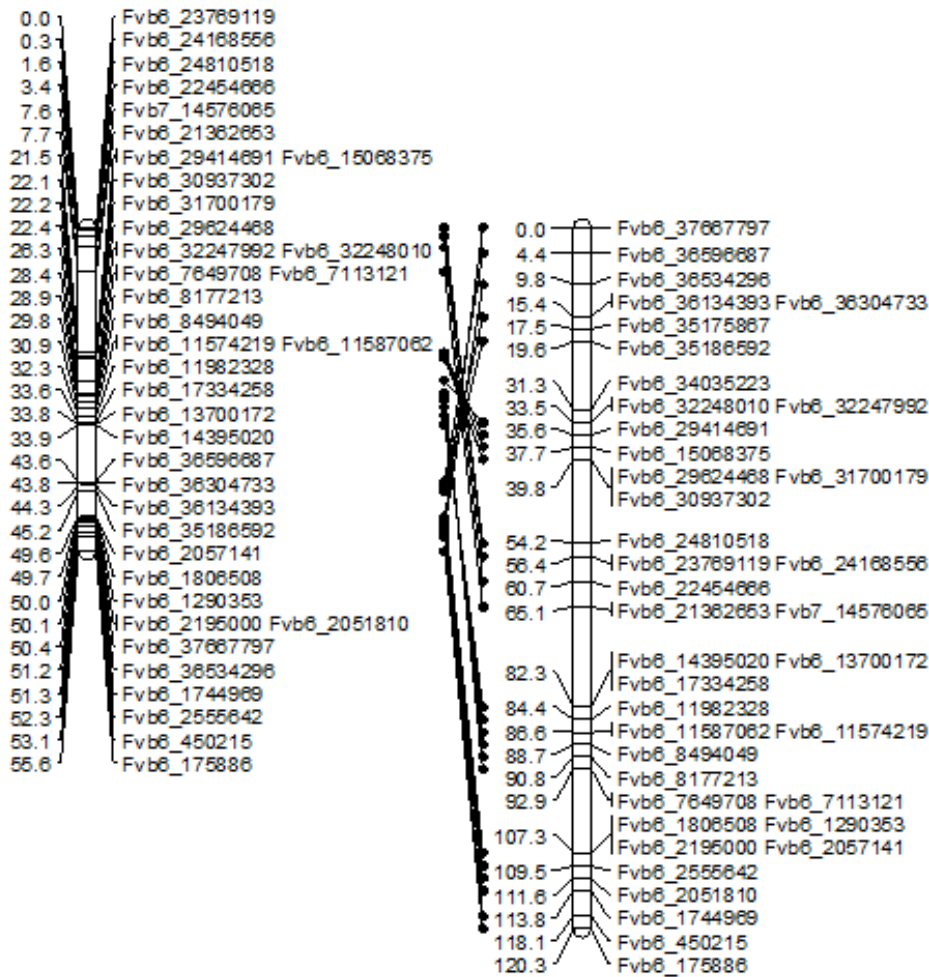 0.0 Fvb6_23769119
0.3 Fvb6_24168556
1.6 Fvb6_24810518
3.4 Fvb6_22454666
7.6 Fvb7_14576065
7.7 Fvb6_21362653
21.5 Fvb6_29414691 Fvb6_15068375
22.1 Fvb6_30937302
22.2 Fvb6_31700179
22.4 Fvb6_29624468
26.3 Fvb6_32247992 Fvb6_32248010
28.4 Fvb6_7649708 Fvb6_7113121
28.9 Fvb6_8177213
29.8 Fvb6_8494049
30.9 Fvb6_11574219 Fvb6_11587062
32.3 Fvb6_11982328
33.6 Fvb6_17334258
33.8 Fvb6_13700172
33.9 Fvb6_14395020
43.6 Fvb6_36596687
43.8 Fvb6_36304733
44.3 Fvb6_36134393
45.2 Fvb6_35186592
49.6 Fvb6_2057141
49.7 Fvb6_1806508
50.0 Fvb6_1290353
50.1 Fvb6_2195000 Fvb6_2051810
50.4 Fvb6_37667797
51.2 Fvb6_36534296
51.3 Fvb6_1744969
52.3 Fvb6_2555642
53.1 Fvb6_450215
55.6 Fvb6_175886
0.0 Fvb6_37667797
4.4 Fvb6_36596687
9.8 Fvb6_36534296
15.4 Fvb6_36134393 Fvb6_36304733
17.5 Fvb6_35175867
19.6 Fvb6_35186592
31.3 Fvb6_34035223
33.5 Fvb6_32248010 Fvb6_32247992
35.6 Fvb6_29414691
37.7 Fvb6_15068375
39.8 Fvb6_29624468 Fvb6_31700179
Fvb6_30937302
54.2 Fvb6_24810518
56.4 Fvb6_23769119 Fvb6_24168556
60.7 Fvb6_22454666
65.1 Fvb6_21362653 Fvb7_14576065
82.3 Fvb6_14395020 Fvb6_13700172
Fvb6_17334258
84.4 Fvb6_11982328
86.6 Fvb6_11587062 Fvb6_11574219
88.7 Fvb6_8494049
90.8 Fvb6_8177213
92.9 Fvb6_7649708 Fvb6_7113121
107.3 Fvb6_1806508 Fvb6_1290353
Fvb6_2195000 Fvb6_2057141
109.5 Fvb6_2555642
111.6 Fvb6_2051810
113.8 Fvb6_1744969
118.1 Fvb6_450215
120.3 Fvb6_175886